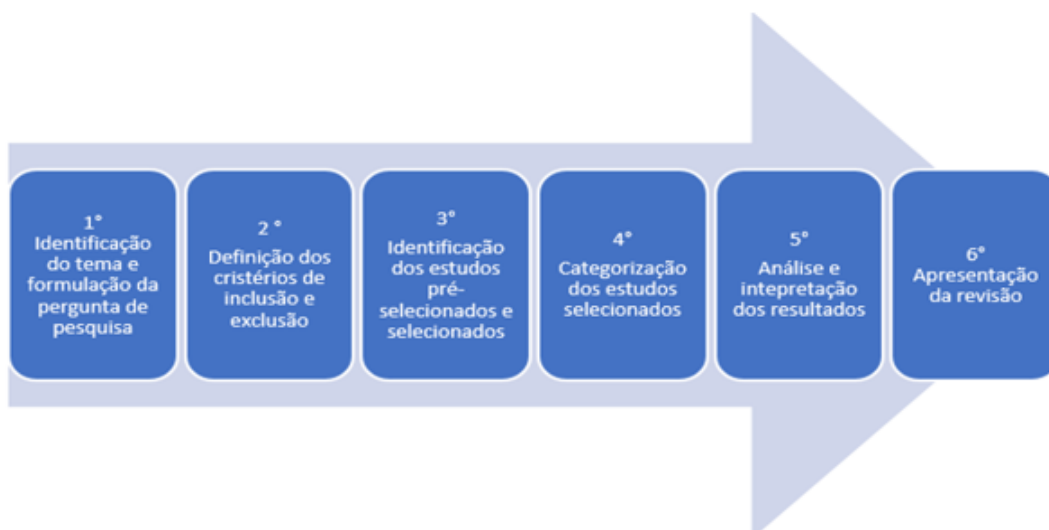 1°
Identificação
do tema e
formulação da
pergunta de
pesquisa
2 °
Definição dos
cristérios de
inclusão e
exclusão
3°
Identificação
dos estudos
pré-
selecionados e
selecionados
4°
Categorização
dos estudos
selecionados
5°
Análise e
intepretação
dos resultados
6°
Apresentação
da revisão